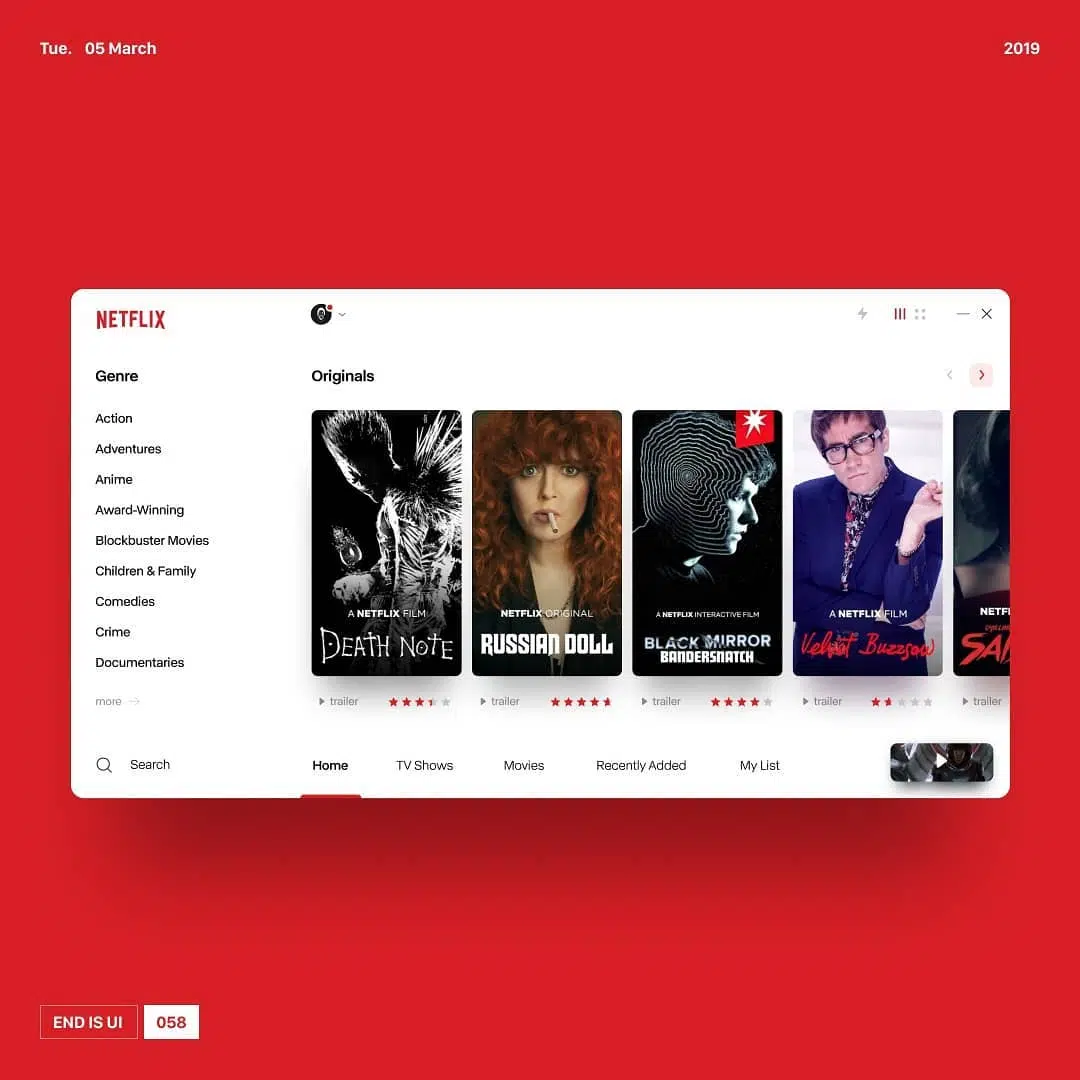 Tue. 05 March
2019
NETFLIX
Genre
Action
Adventures
Anime
Award-Winning
Blockbuster Movies
Children & Family
Comedies
Crime
Documentaries
more
Search
Originals
A NETFLIX FILM
DEATH NOTE
trailer
NETFLIX ORIGINAL
RUSSIAN DOLL
trailer
A NETFLIX INTERACTIVE FILM
BLACK MIRROR
BANDERSNATCH
trailer
A NETFLIX FILM
Velvet Buzzsaw
trailer
NETF
SA
trailer
Home
TV Shows
Movies
Recently Added
My List
END IS UI
058